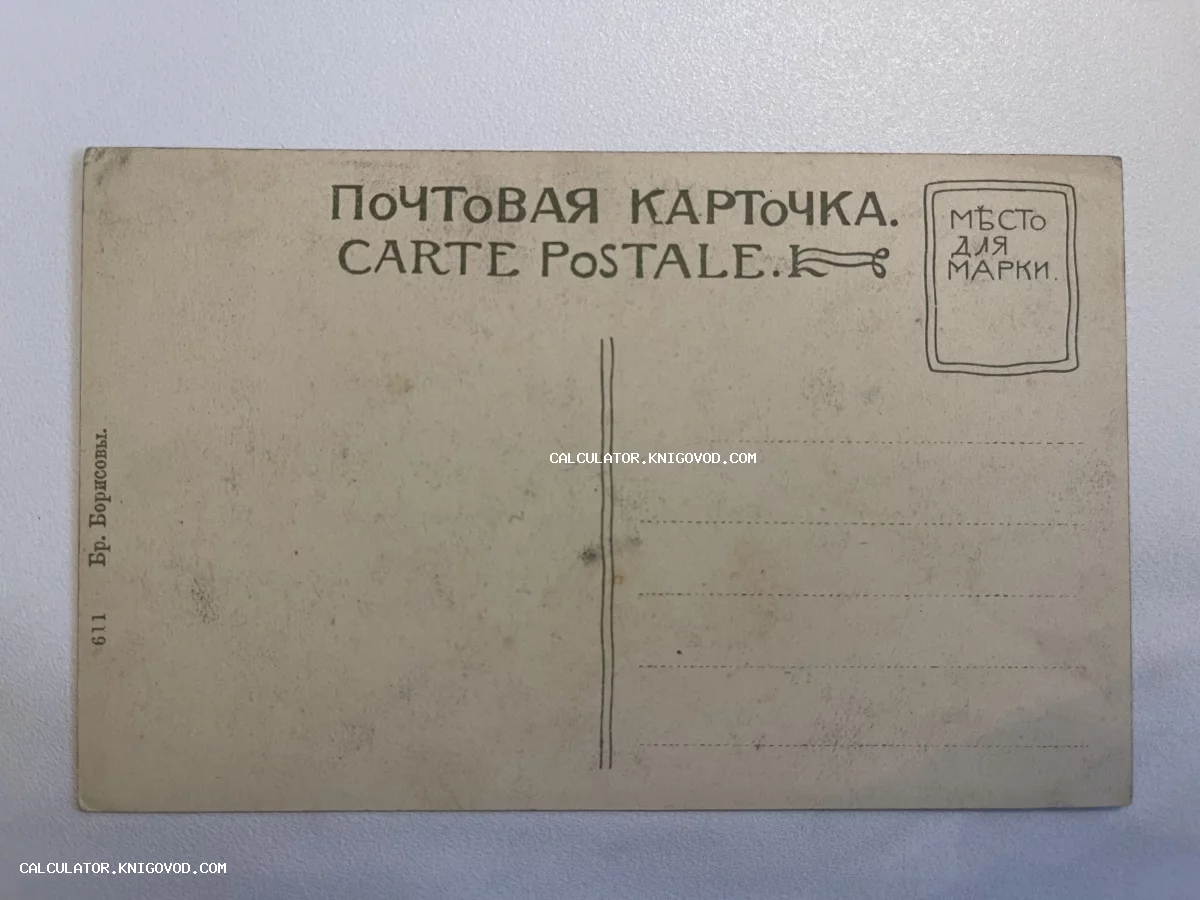 ПОЧТОВАЯ КАРТОЧКА.
CARTE POSTALE.
МѢСТО
ДЛЯ
МАРКИ.
CALCULATOR.KNIGOVOD.COM
611 Бр. Борисовы.
CALCULATOR.KNIGOVOD.COM